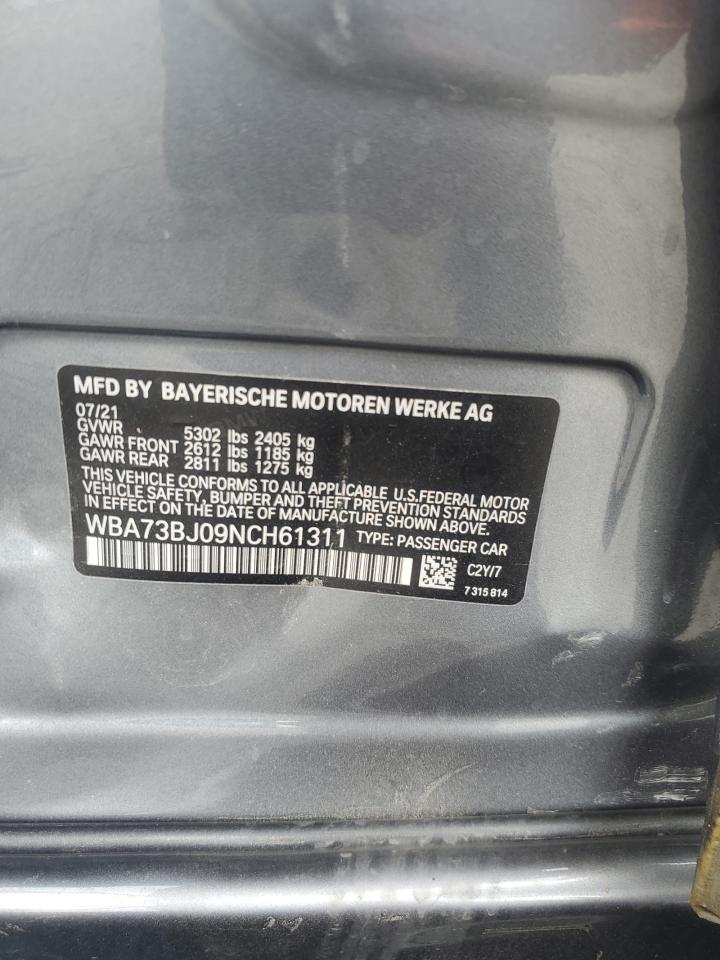 MFD BY BAYERISCHE MOTOREN WERKE AG
07/21
GVWR 5302 lbs 2405 kg
GAWR FRONT 2612 lbs 1185 kg
GAWR REAR 2811 lbs 1275 kg
THIS VEHICLE CONFORMS TO ALL APPLICABLE U.S.FEDERAL MOTOR
VEHICLE SAFETY, BUMPER AND THEFT PREVENTION STANDARDS
IN EFFECT ON THE DATE OF MANUFACTURE SHOWN ABOVE.
WBA73BJ09NCH61311 TYPE: PASSENGER CAR
C2Y/7
7 315 814